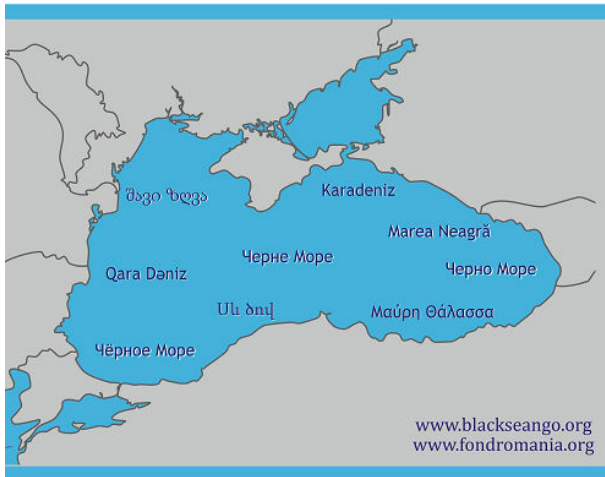 Karadeniz
შავი ზღვა
Marea Neagră
Черне Море
Черно Море
Qara Dəniz
Սև ծով
Μαύρη Θάλασσα
Чёрное Море
www.blackseango.org
www.fondromania.org